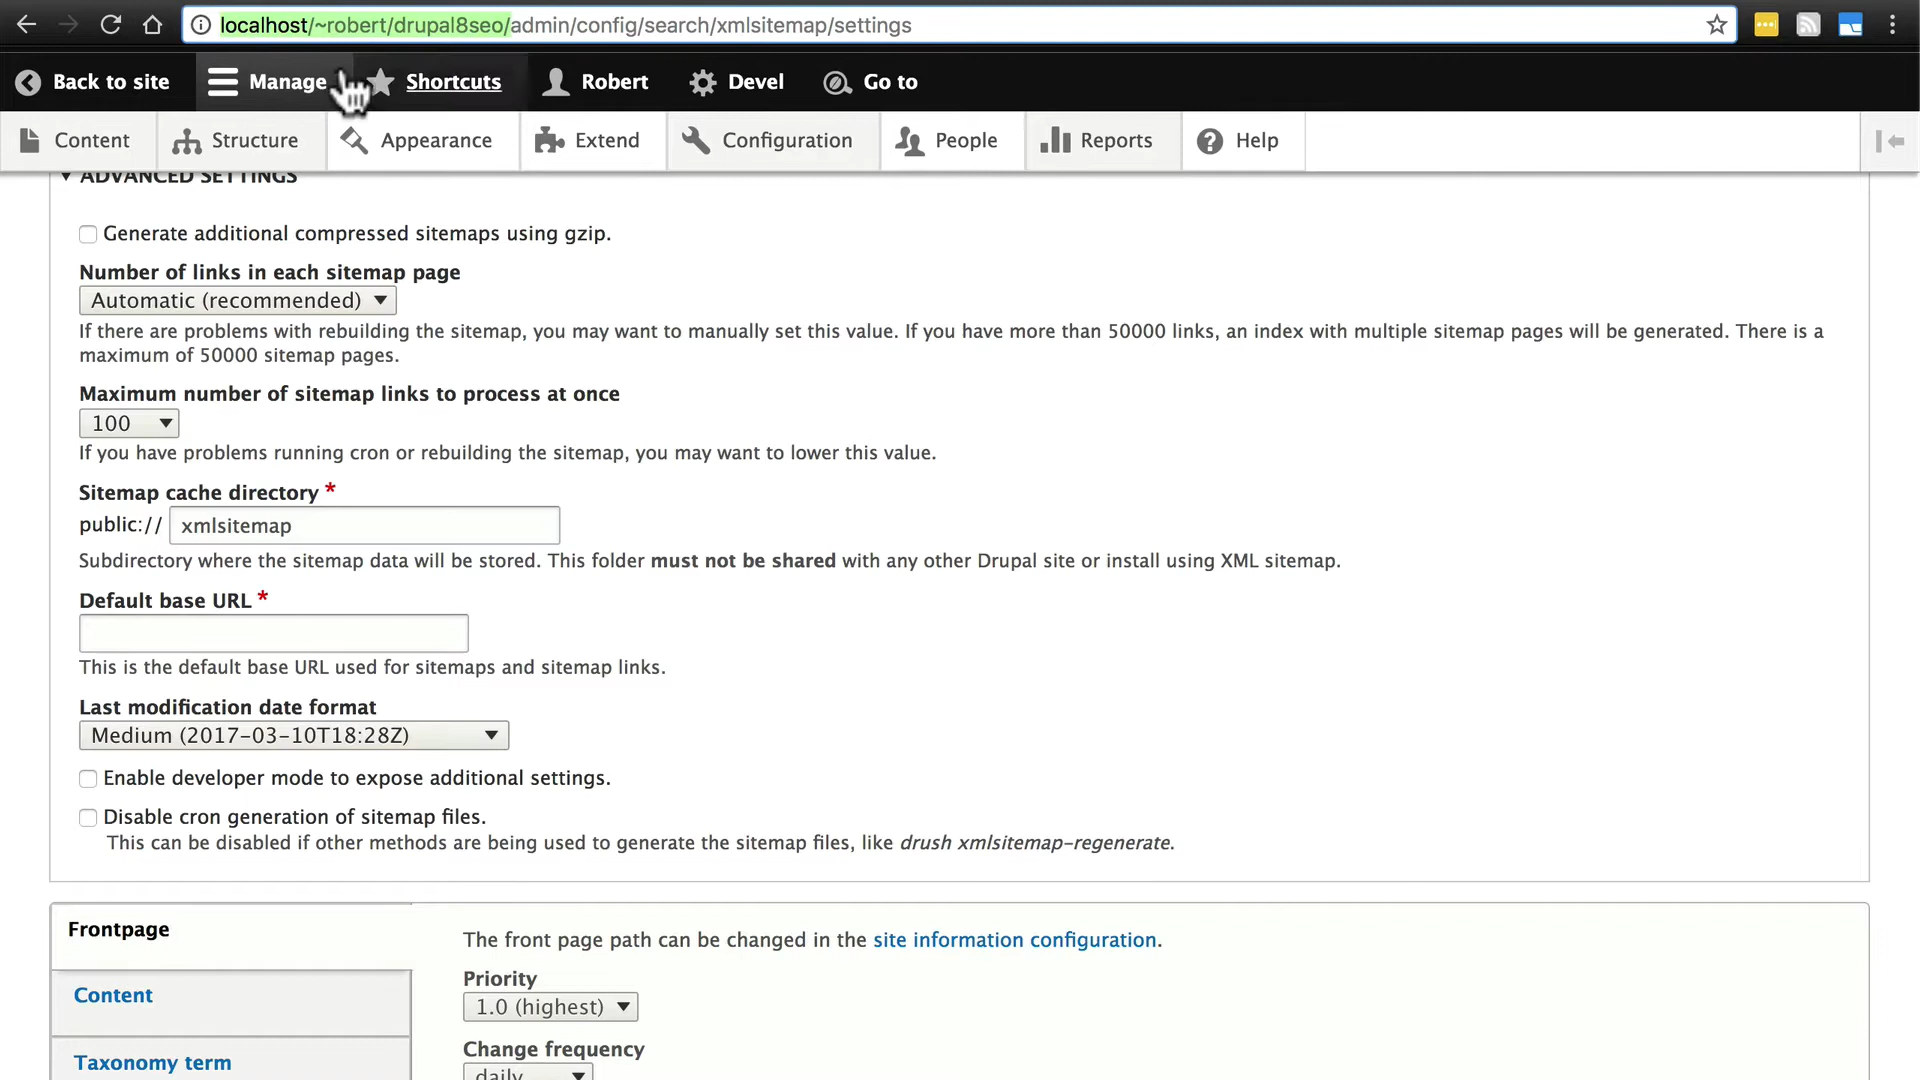 localhost/~robert/drupal8seo/admin/config/search/xmlsitemap/settings
Back to site Manage Shortcuts Robert Devel Go to
Content Structure Appearance Extend Configuration People Reports Help
ADVANCED SETTINGS
Generate additional compressed sitemaps using gzip.
Number of links in each sitemap page
Automatic (recommended)
If there are problems with rebuilding the sitemap, you may want to manually set this value. If you have more than 50000 links, an index with multiple sitemap pages will be generated. There is a
maximum of 50000 sitemap pages.
Maximum number of sitemap links to process at once
100
If you have problems running cron or rebuilding the sitemap, you may want to lower this value.
Sitemap cache directory *
public:// xmlsitemap
Subdirectory where the sitemap data will be stored. This folder must not be shared with any other Drupal site or install using XML sitemap.
Default base URL *
This is the default base URL used for sitemaps and sitemap links.
Last modification date format
Medium (2017-03-10T18:28Z)
Enable developer mode to expose additional settings.
Disable cron generation of sitemap files.
This can be disabled if other methods are being used to generate the sitemap files, like drush xmlsitemap-regenerate.
Frontpage
The front page path can be changed in the site information configuration.
Priority
Content
1.0 (highest)
Change frequency
Taxonomy term
daily